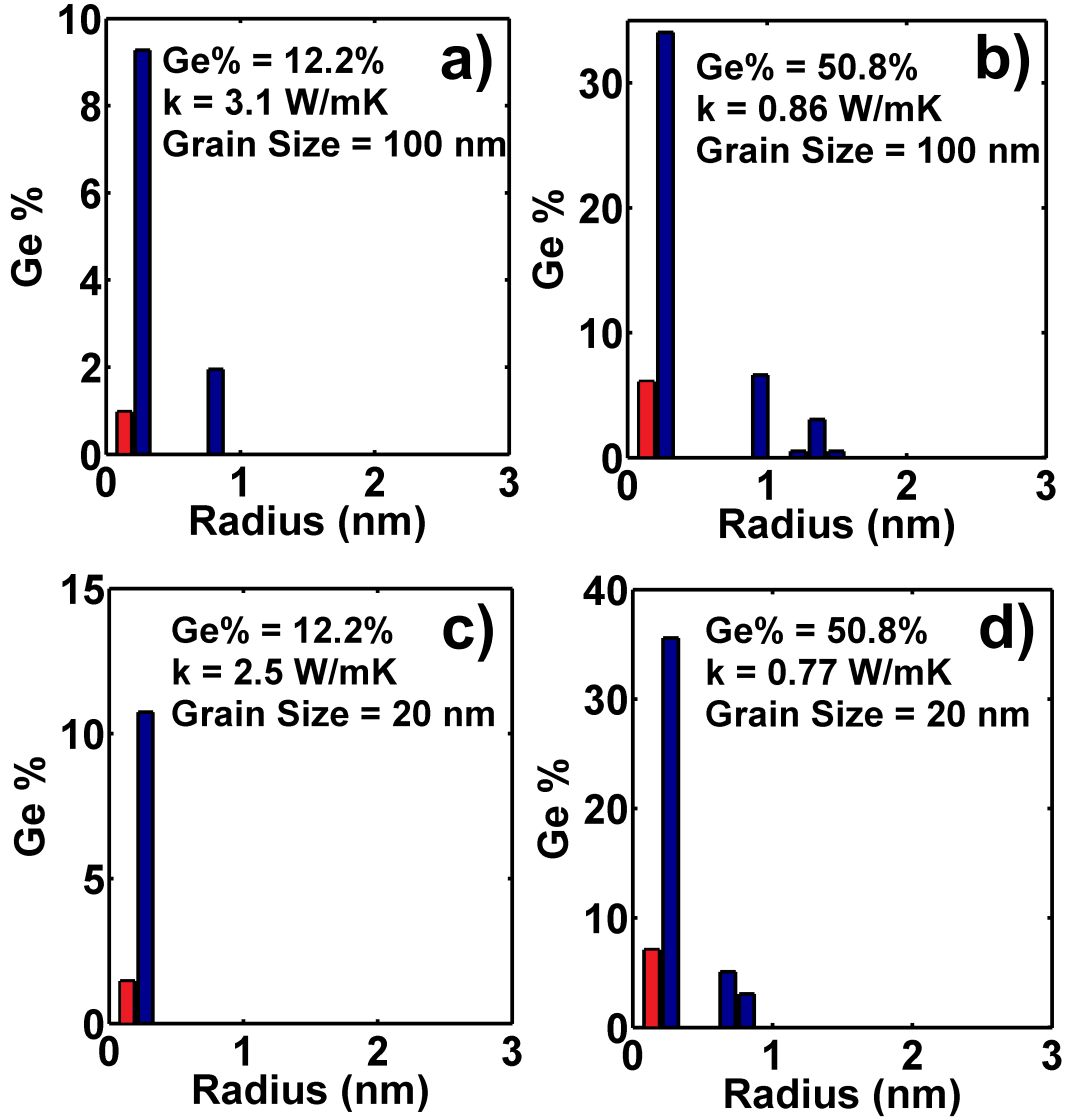 a)
Ge% = 12.2%
k = 3.1 W/mK
Grain Size = 100 nm
10
8
6
4
2
0
Ge %
0 1 2 3
Radius (nm)
b)
Ge% = 50.8%
k = 0.86 W/mK
Grain Size = 100 nm
30
20
10
0
Ge %
0 1 2 3
Radius (nm)
c)
Ge% = 12.2%
k = 2.5 W/mK
Grain Size = 20 nm
15
10
5
0
Ge %
0 1 2 3
Radius (nm)
d)
Ge% = 50.8%
k = 0.77 W/mK
Grain Size = 20 nm
40
30
20
10
0
Ge %
0 1 2 3
Radius (nm)